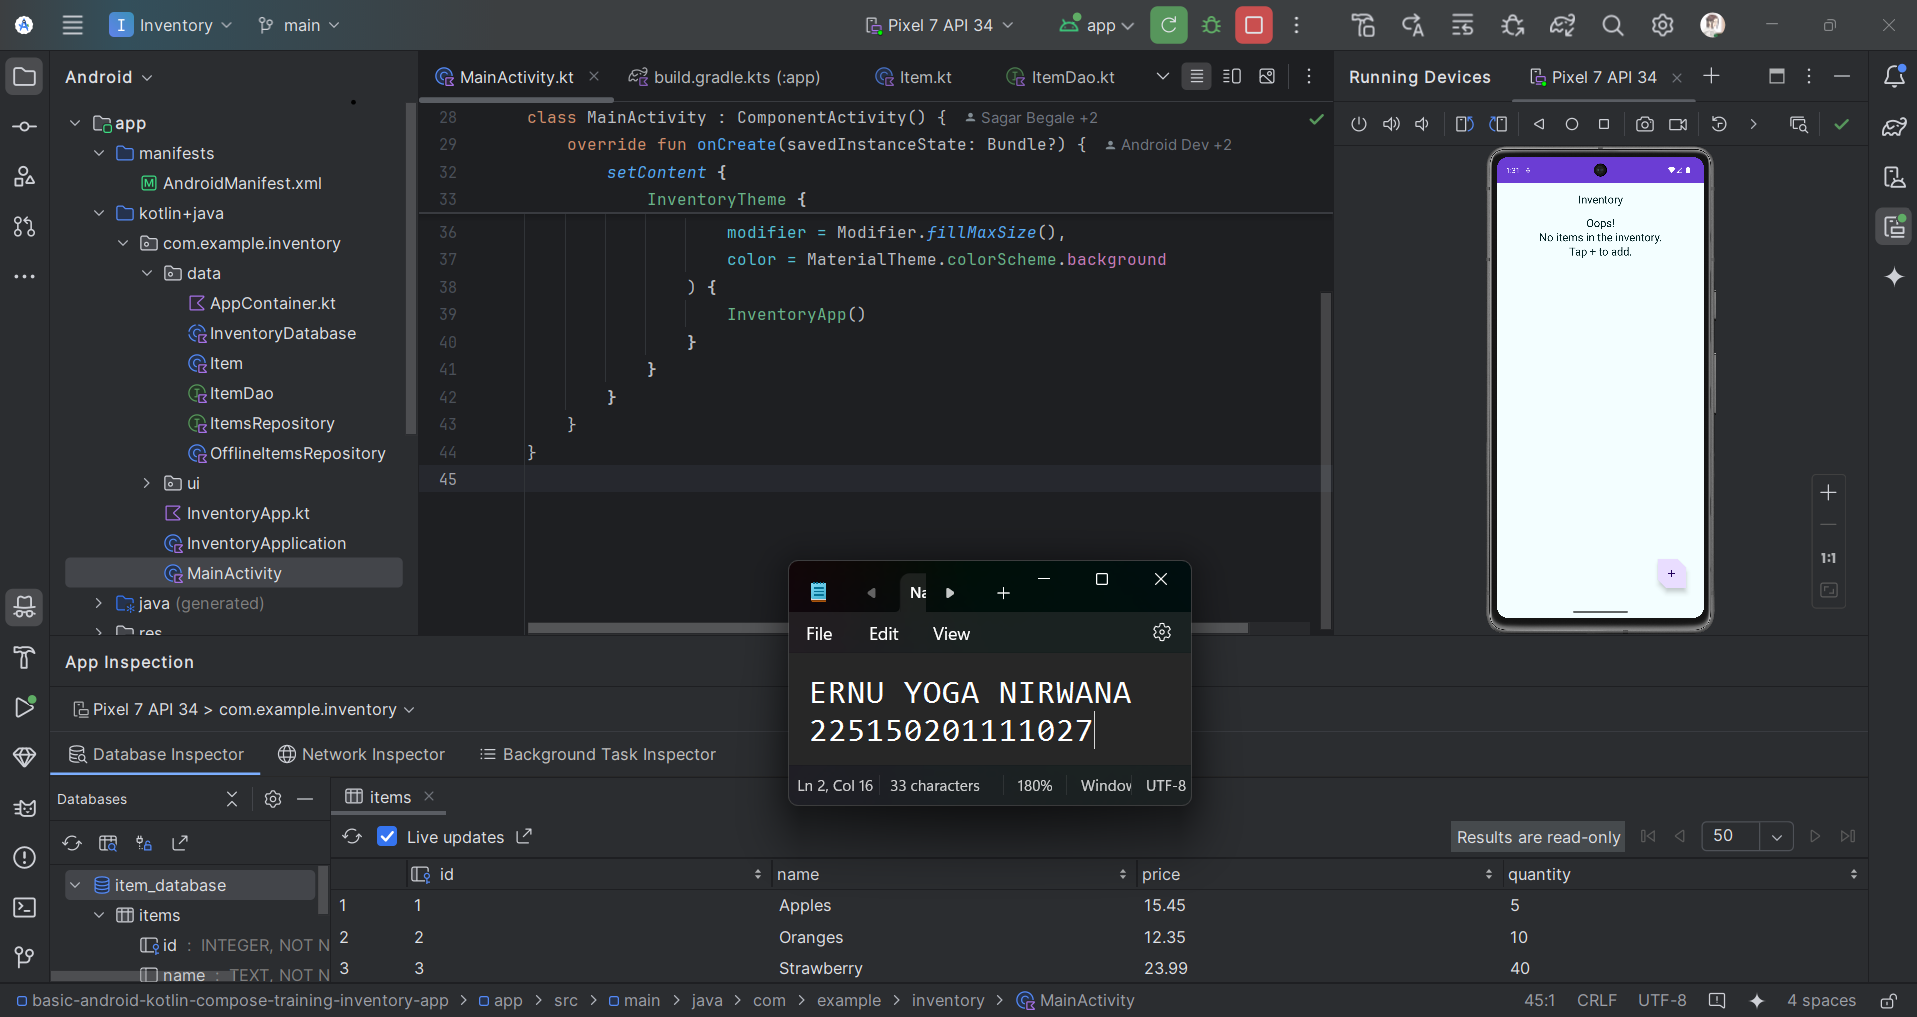 I Inventory main Pixel 7 API 34 app
Android
MainActivity.kt build.gradle.kts (:app) Item.kt ItemDao.kt
Running Devices Pixel 7 API 34
app
manifests
AndroidManifest.xml
kotlin+java
com.example.inventory
data
AppContainer.kt
InventoryDatabase
Item
ItemDao
ItemsRepository
OfflineItemsRepository
ui
InventoryApp.kt
InventoryApplication
MainActivity
java (generated)
res
28 class MainActivity : ComponentActivity() { Sagar Begale +2
29 override fun onCreate(savedInstanceState: Bundle?) { Android Dev +2
32 setContent {
33 InventoryTheme {
36 modifier = Modifier.fillMaxSize(),
37 color = MaterialTheme.colorScheme.background
38 ) {
39 InventoryApp()
40 }
41 }
42 }
43 }
44 }
45
1:31
Inventory
Oops!
No items in the inventory.
Tap + to add.
+
1:1
File Edit View
ERNU YOGA NIRWANA
225150201111027
Ln 2, Col 16 33 characters 180% Window UTF-8
App Inspection
Pixel 7 API 34 > com.example.inventory
Database Inspector Network Inspector Background Task Inspector
Databases
items
Live updates
Results are read-only 50
item_database
items
id : INTEGER, NOT N
name : TEXT, NOT N
id name price quantity
1 1 Apples 15.45 5
2 2 Oranges 12.35 10
3 3 Strawberry 23.99 40
basic-android-kotlin-compose-training-inventory-app > app > src > main > java > com > example > inventory > MainActivity
45:1 CRLF UTF-8 4 spaces